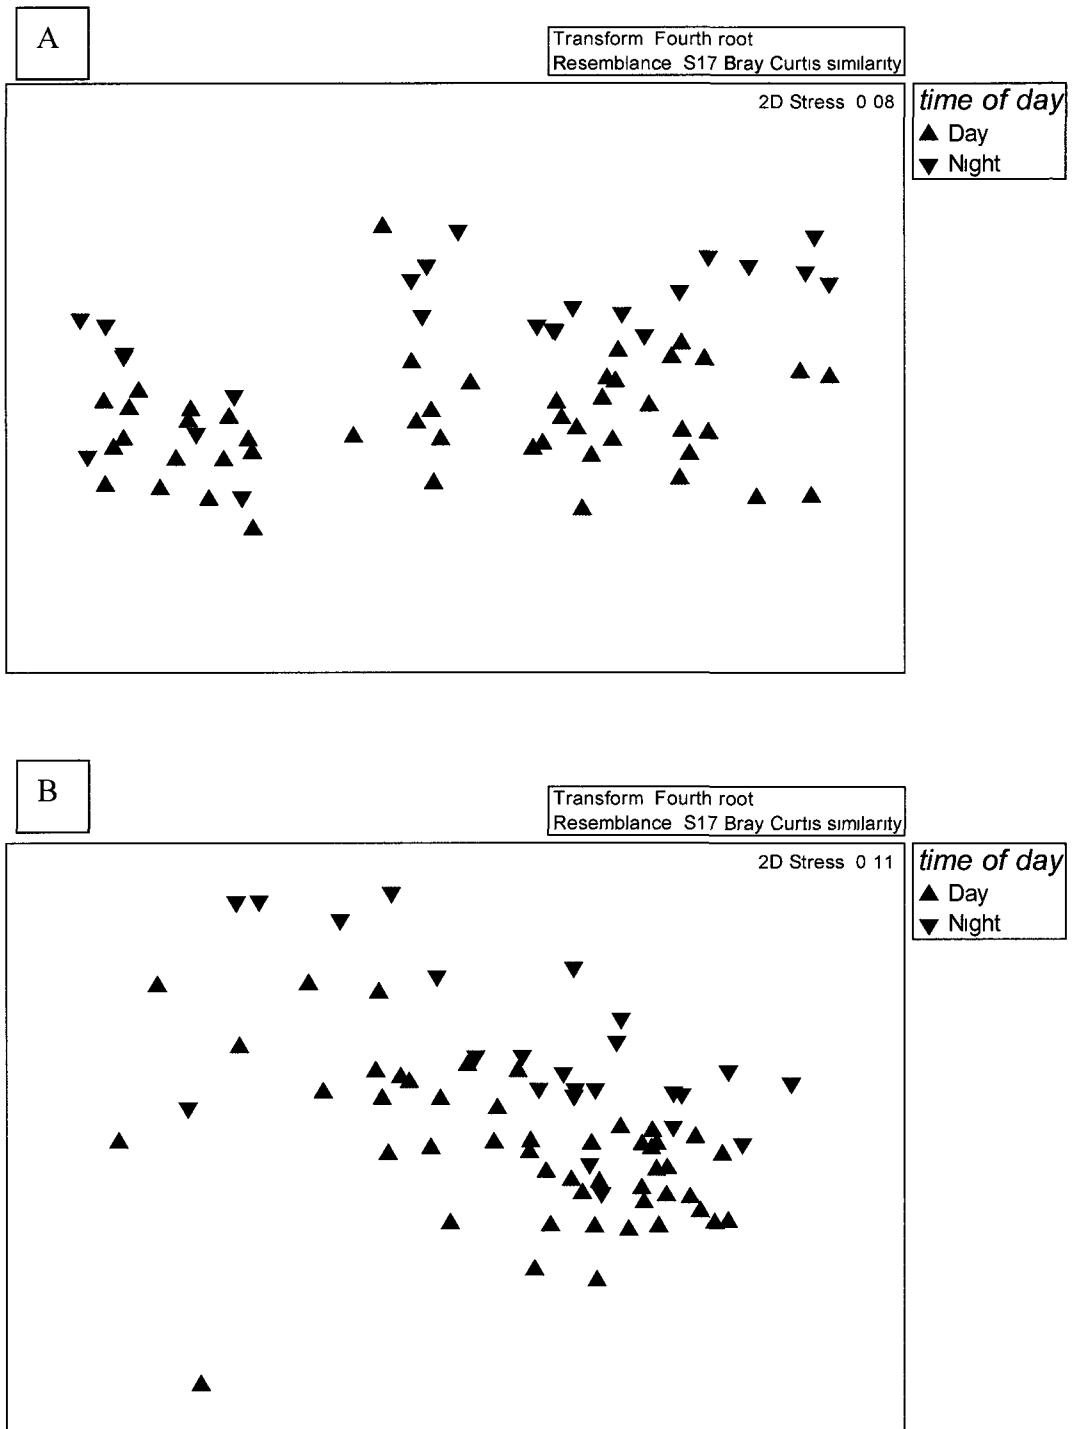 A
Transform Fourth root
Resemblance S17 Bray Curtis similarity
2D Stress 0 08
time of day
Day
Night
B
Transform Fourth root
Resemblance S17 Bray Curtis similarity
2D Stress 0 11
time of day
Day
Night